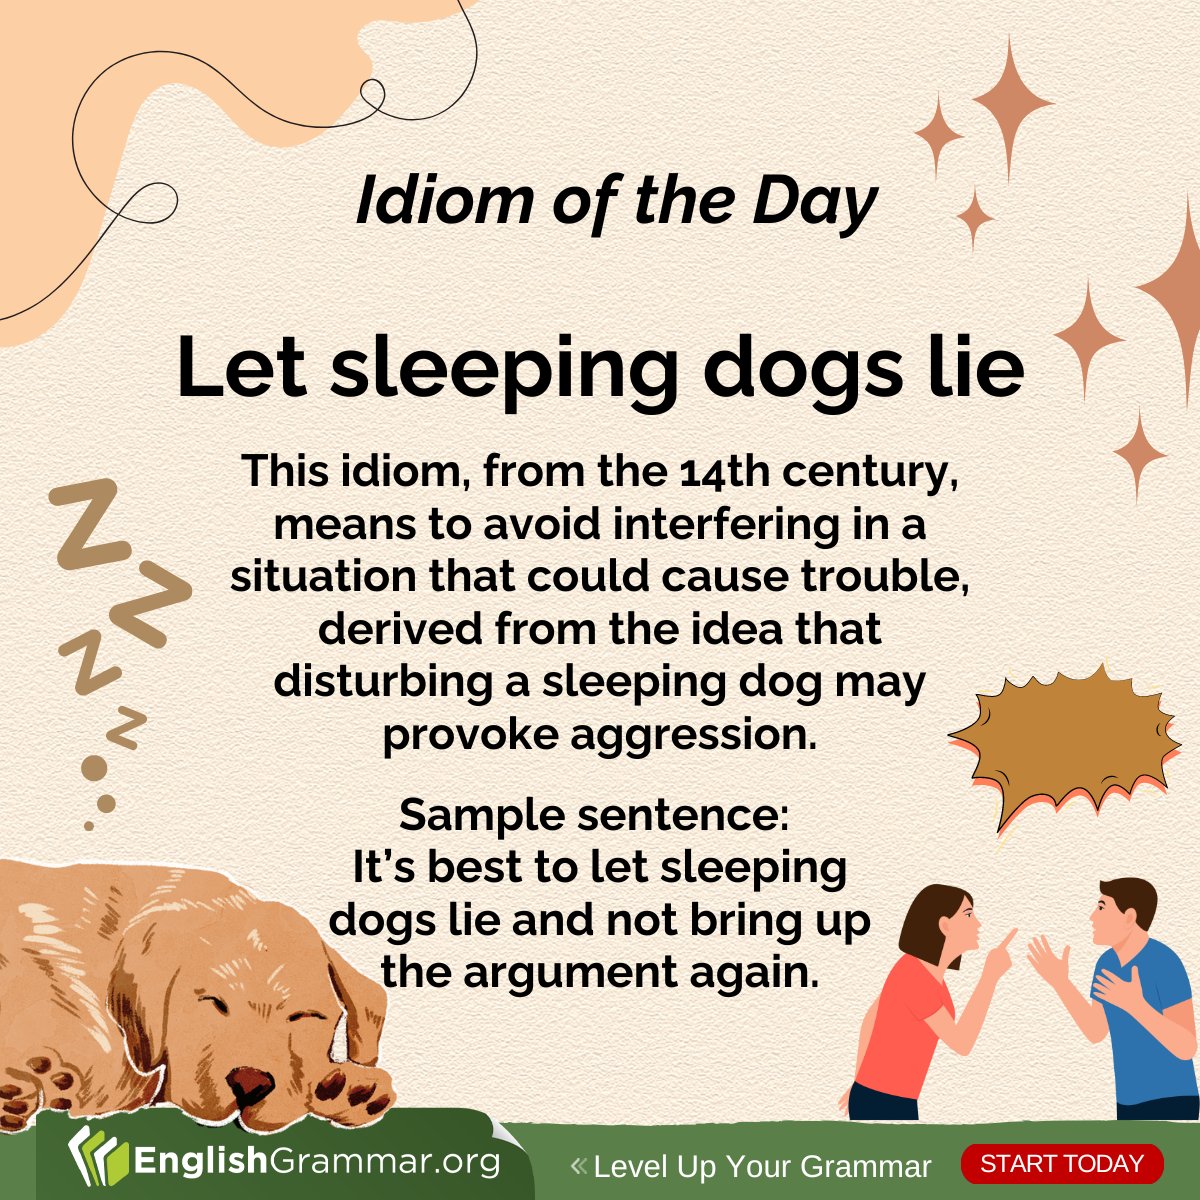 Idiom of the Day
Let sleeping dogs lie
This idiom, from the 14th century,
means to avoid interfering in a
situation that could cause trouble,
derived from the idea that
disturbing a sleeping dog may
provoke aggression.
Sample sentence:
It’s best to let sleeping
dogs lie and not bring up
the argument again.
Z
Z
Z
z
EnglishGrammar.org
« Level Up Your Grammar
START TODAY